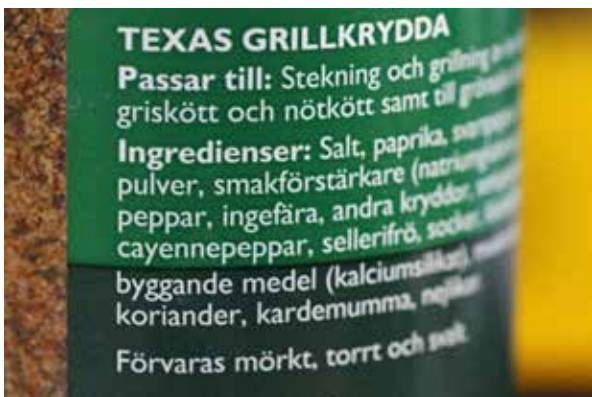 TEXAS GRILLKRYDDA
Passar till: Stekning och grillning
griskött och nötkött samt till
Ingredienser: Salt, paprika,
pulver, smakförstärkare
peppar, ingefära, andra kryddor,
cayennepeppar, sellerifrö, socker,
byggande medel (kalciumsilikat),
koriander, kardemumma, nejlikor
Förvaras mörkt, torrt och svalt.